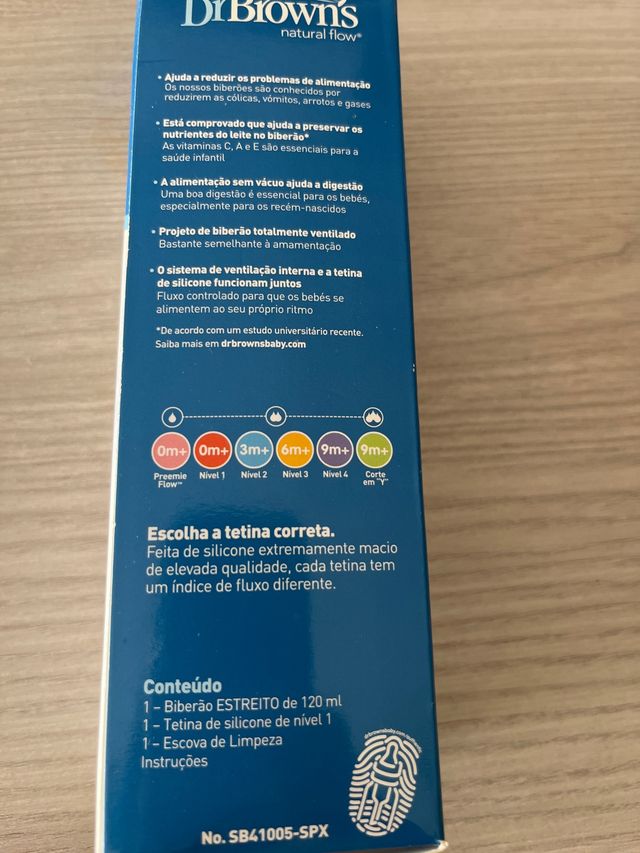 Dr Brown's
natural flow®
• Ajuda a reduzir os problemas de alimentação
Os nossos biberões são conhecidos por
reduzirem as cólicas, vómitos, arrotos e gases
• Está comprovado que ajuda a preservar os
nutrientes do leite no biberão*
As vitaminas C, A e E são essenciais para a
saúde infantil
• A alimentação sem vácuo ajuda a digestão
Uma boa digestão é essencial para os bebés,
especialmente para os recém-nascidos
• Projeto de biberão totalmente ventilado
Bastante semelhante à amamentação
• O sistema de ventilação interna e a tetina
de silicone funcionam juntos
Fluxo controlado para que os bebés se
alimentem ao seu próprio ritmo
*De acordo com um estudo universitário recente.
Saiba mais em drbrownsbaby.com
0m+ 0m+ 3m+ 6m+ 9m+ 9m+
Preemie Nível 1 Nível 2 Nível 3 Nível 4 Corte
Flow™ em "Y"
Escolha a tetina correta.
Feita de silicone extremamente macio
de elevada qualidade, cada tetina tem
um índice de fluxo diferente.
Conteúdo
1 – Biberão ESTREITO de 120 ml
1 – Tetina de silicone de nível 1
1 – Escova de Limpeza
Instruções
No. SB41005-SPX